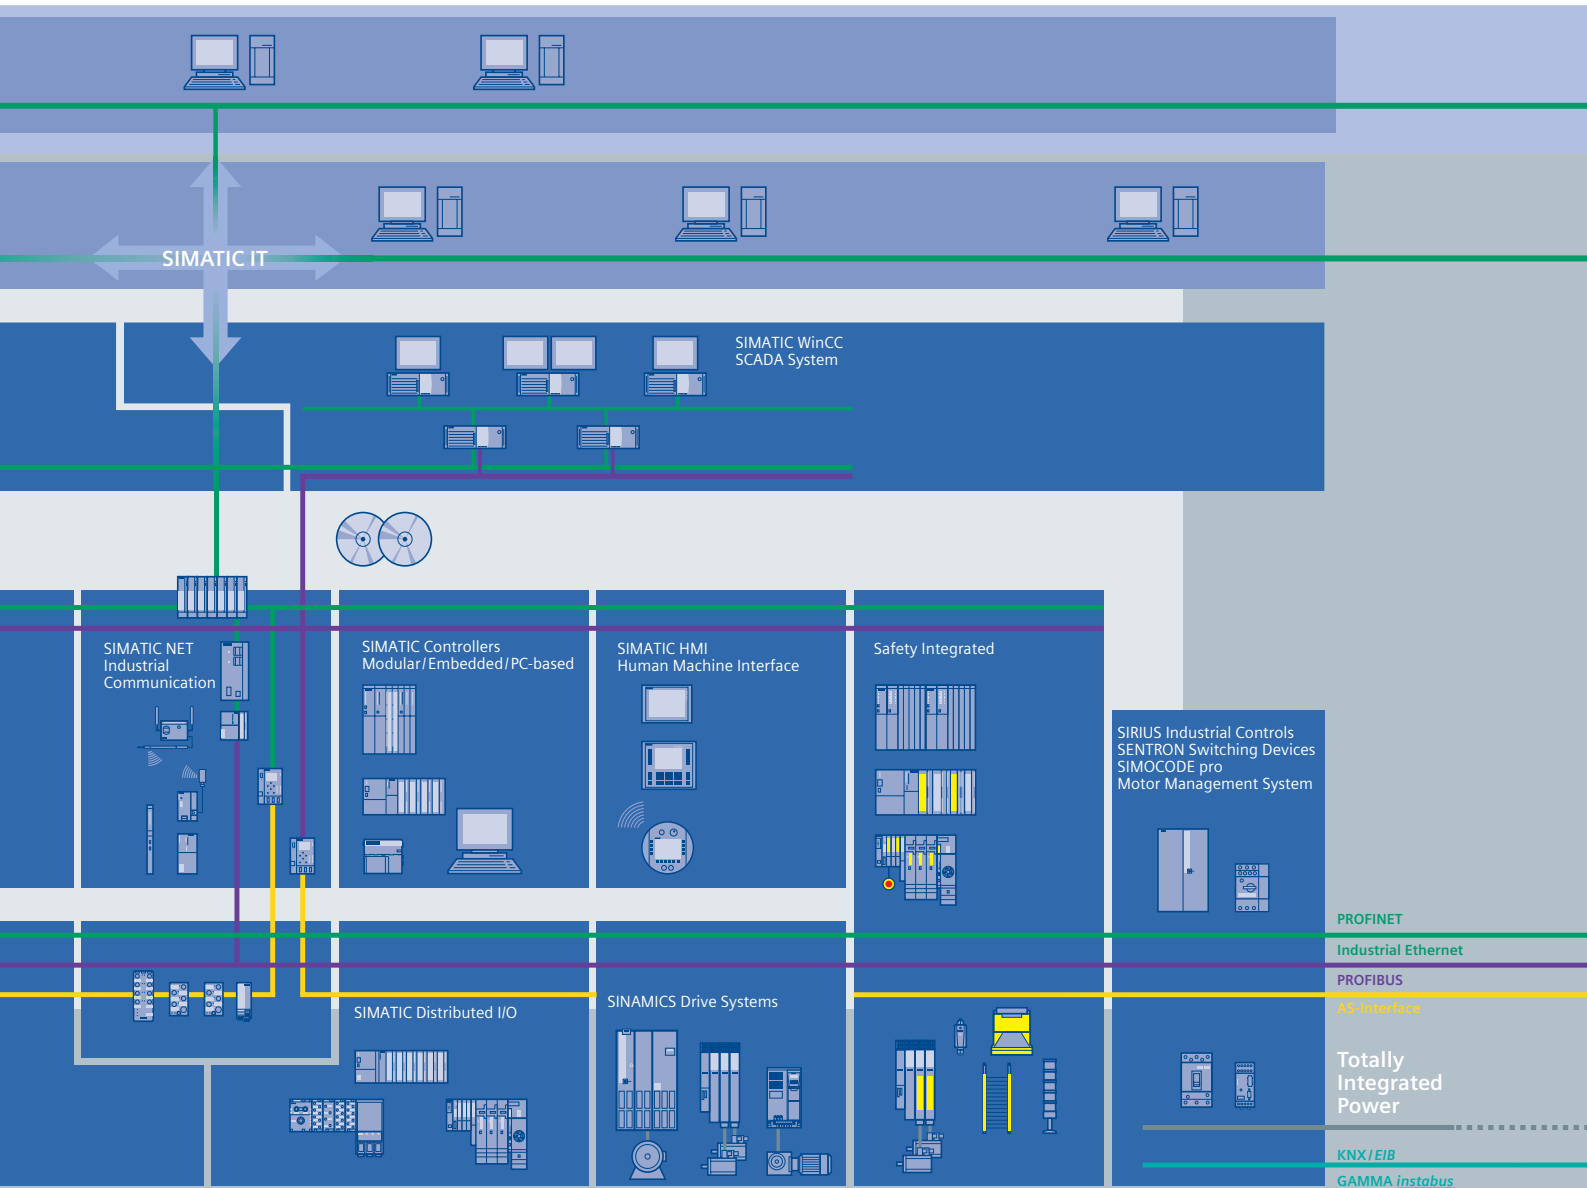 SIMATIC IT
SIMATIC WinCC
SCADA System
SIMATIC NET
Industrial
Communication
SIMATIC Controllers
Modular/Embedded/PC-based
SIMATIC HMI
Human Machine Interface
Safety Integrated
SIRIUS Industrial Controls
SENTRON Switching Devices
SIMOCODE pro
Motor Management System
PROFINET
Industrial Ethernet
PROFIBUS
AS-Interface
SIMATIC Distributed I/O
SINAMICS Drive Systems
Totally
Integrated
Power
KNX/EIB
GAMMA instabus